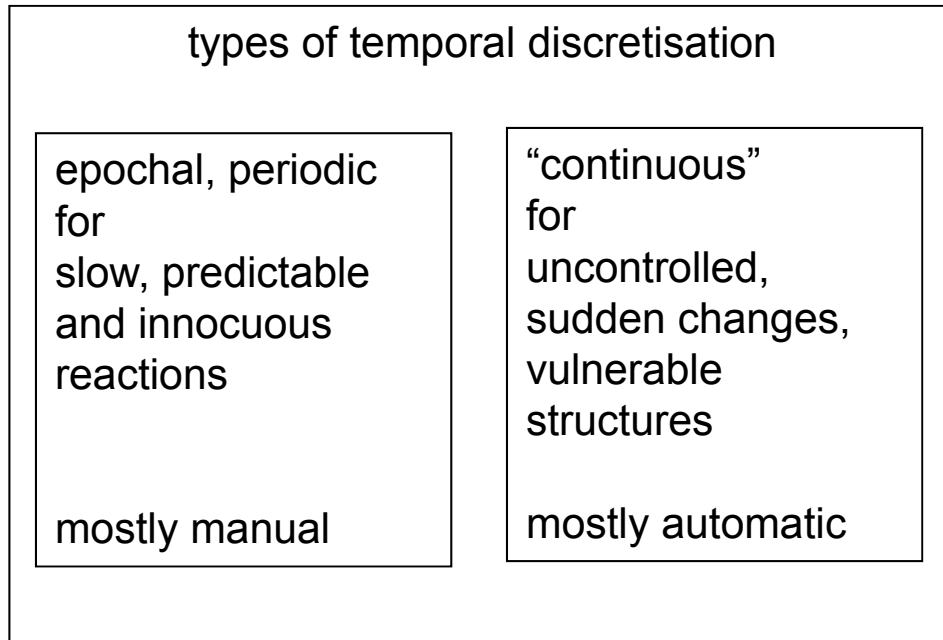 types of temporal discretisation
epochal, periodic
for
slow, predictable
and innocuous
reactions
mostly manual
“continuous”
for
uncontrolled,
sudden changes,
vulnerable
structures
mostly automatic